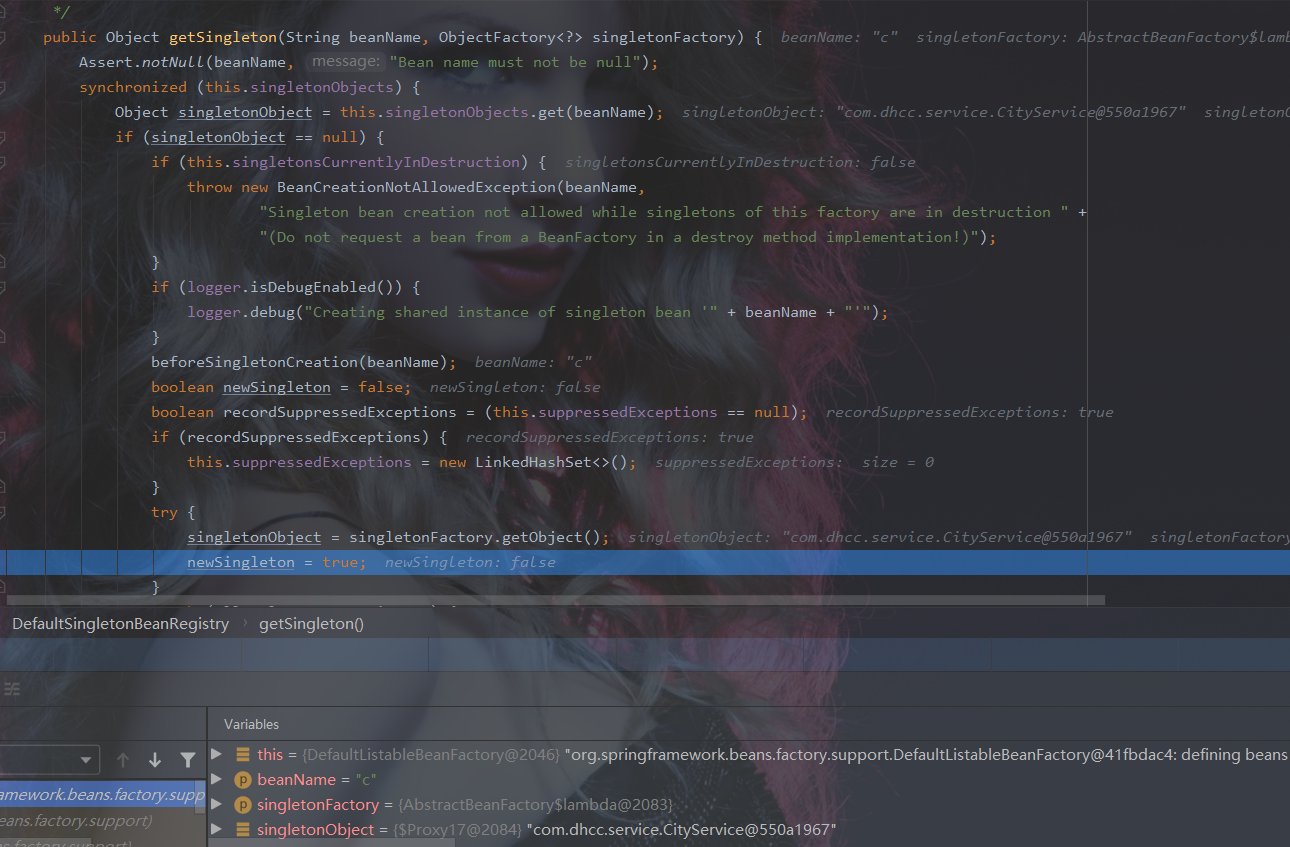 */
public Object getSingleton(String beanName, ObjectFactory<?> singletonFactory) { beanName: "c" singletonFactory: AbstractBeanFactory$lamb
Assert.notNull(beanName, message: "Bean name must not be null");
synchronized (this.singletonObjects) {
Object singletonObject = this.singletonObjects.get(beanName); singletonObject: "com.dhcc.service.CityService@550a1967" singletonO
if (singletonObject == null) {
if (this.singletonsCurrentlyInDestruction) { singletonsCurrentlyInDestruction: false
throw new BeanCreationNotAllowedException(beanName,
"Singleton bean creation not allowed while singletons of this factory are in destruction " +
"(Do not request a bean from a BeanFactory in a destroy method implementation!)");
}
if (logger.isDebugEnabled()) {
logger.debug("Creating shared instance of singleton bean '" + beanName + "'");
}
beforeSingletonCreation(beanName); beanName: "c"
boolean newSingleton = false; newSingleton: false
boolean recordSuppressedExceptions = (this.suppressedExceptions == null); recordSuppressedExceptions: true
if (recordSuppressedExceptions) { recordSuppressedExceptions: true
this.suppressedExceptions = new LinkedHashSet<>(); suppressedExceptions: size = 0
}
try {
singletonObject = singletonFactory.getObject(); singletonObject: "com.dhcc.service.CityService@550a1967" singletonFactory
newSingleton = true; newSingleton: false
}
DefaultSingletonBeanRegistry › getSingleton()
Variables
this = {DefaultListableBeanFactory@2046} "org.springframework.beans.factory.support.DefaultListableBeanFactory@41fbdac4: defining beans
p beanName = "c"
amework.beans.factory.supp
p singletonFactory = {AbstractBeanFactory$lambda@2083}
eans.factory.support)
singletonObject = {$Proxy17@2084} "com.dhcc.service.CityService@550a1967"